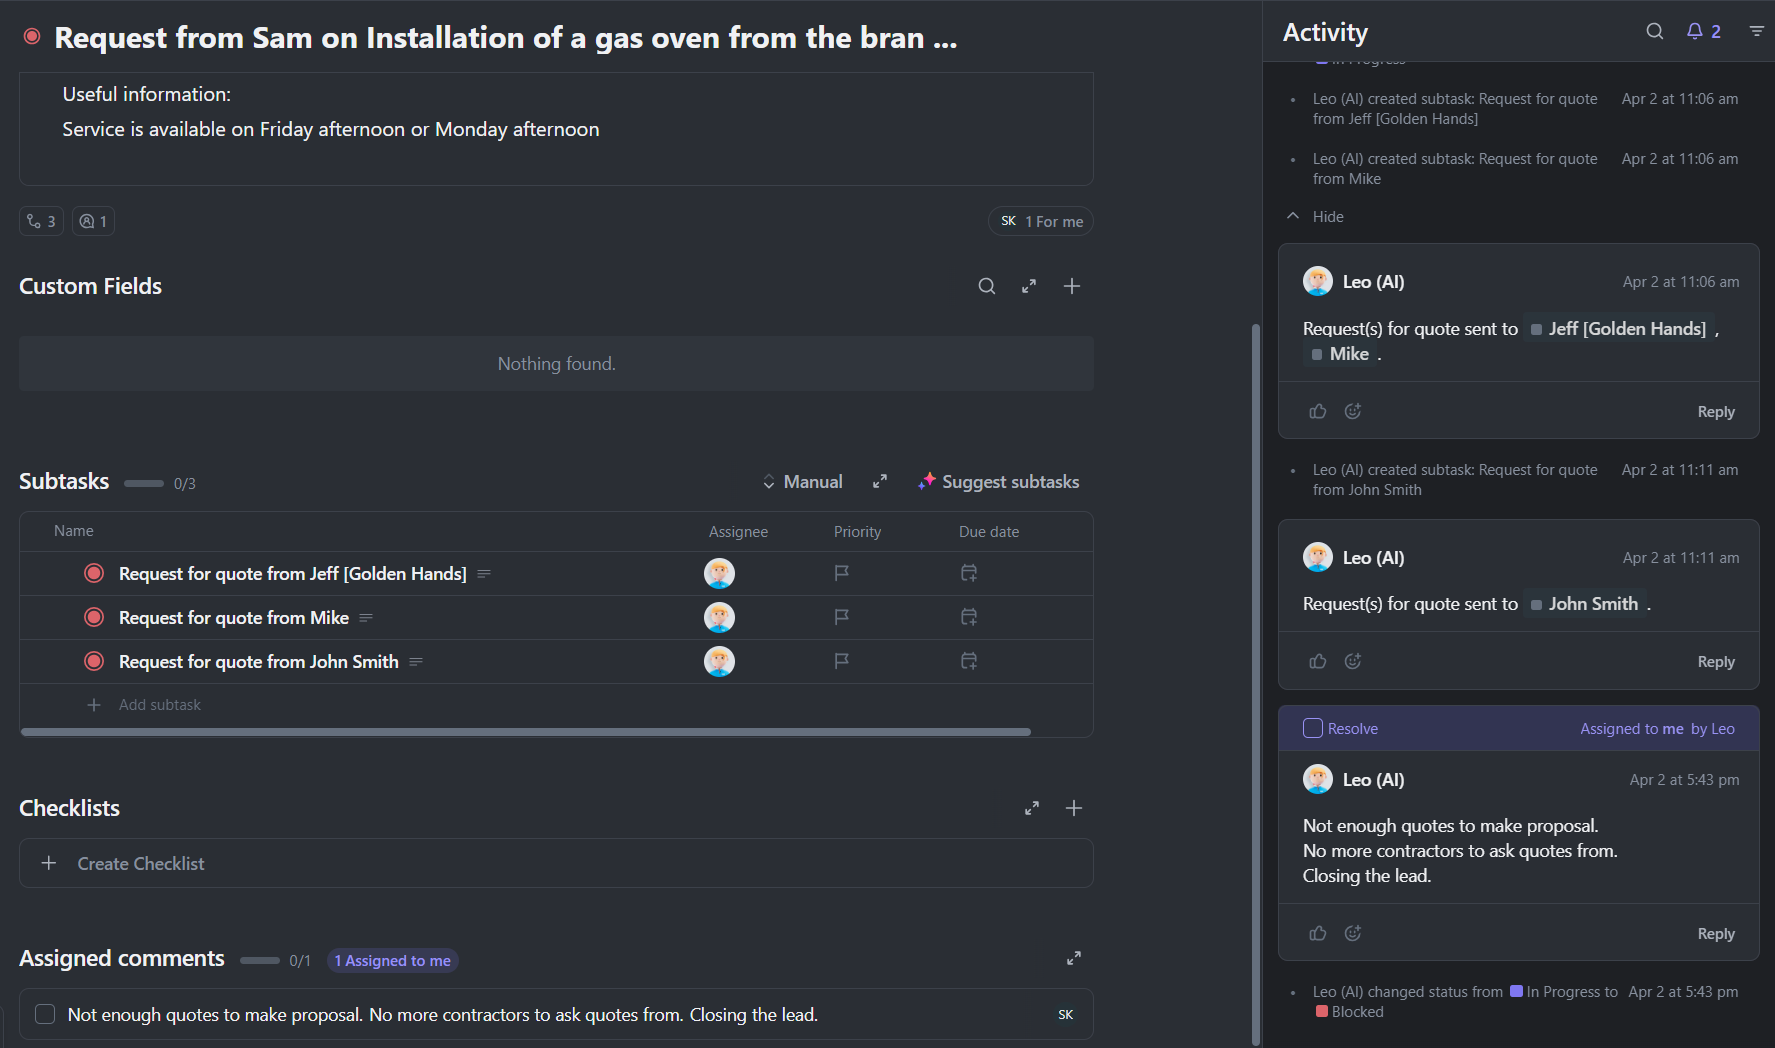 Request from Sam on Installation of a gas oven from the bran ...
Useful information:
Service is available on Friday afternoon or Monday afternoon
3
1
SK 1 For me
Custom Fields
Nothing found.
Subtasks 0/3
Manual
Suggest subtasks
Name Assignee Priority Due date
Request for quote from Jeff [Golden Hands]
Request for quote from Mike
Request for quote from John Smith
Add subtask
Checklists
Create Checklist
Assigned comments 0/1 1 Assigned to me
Not enough quotes to make proposal. No more contractors to ask quotes from. Closing the lead. SK
Activity 2
In Progress
Leo (AI) created subtask: Request for quote Apr 2 at 11:06 am
from Jeff [Golden Hands]
Leo (AI) created subtask: Request for quote Apr 2 at 11:06 am
from Mike
Hide
Leo (AI) Apr 2 at 11:06 am
Request(s) for quote sent to Jeff [Golden Hands] ,
Mike .
Reply
Leo (AI) created subtask: Request for quote Apr 2 at 11:11 am
from John Smith
Leo (AI) Apr 2 at 11:11 am
Request(s) for quote sent to John Smith .
Reply
Resolve Assigned to me by Leo
Leo (AI) Apr 2 at 5:43 pm
Not enough quotes to make proposal.
No more contractors to ask quotes from.
Closing the lead.
Reply
Leo (AI) changed status from In Progress to Apr 2 at 5:43 pm
Blocked